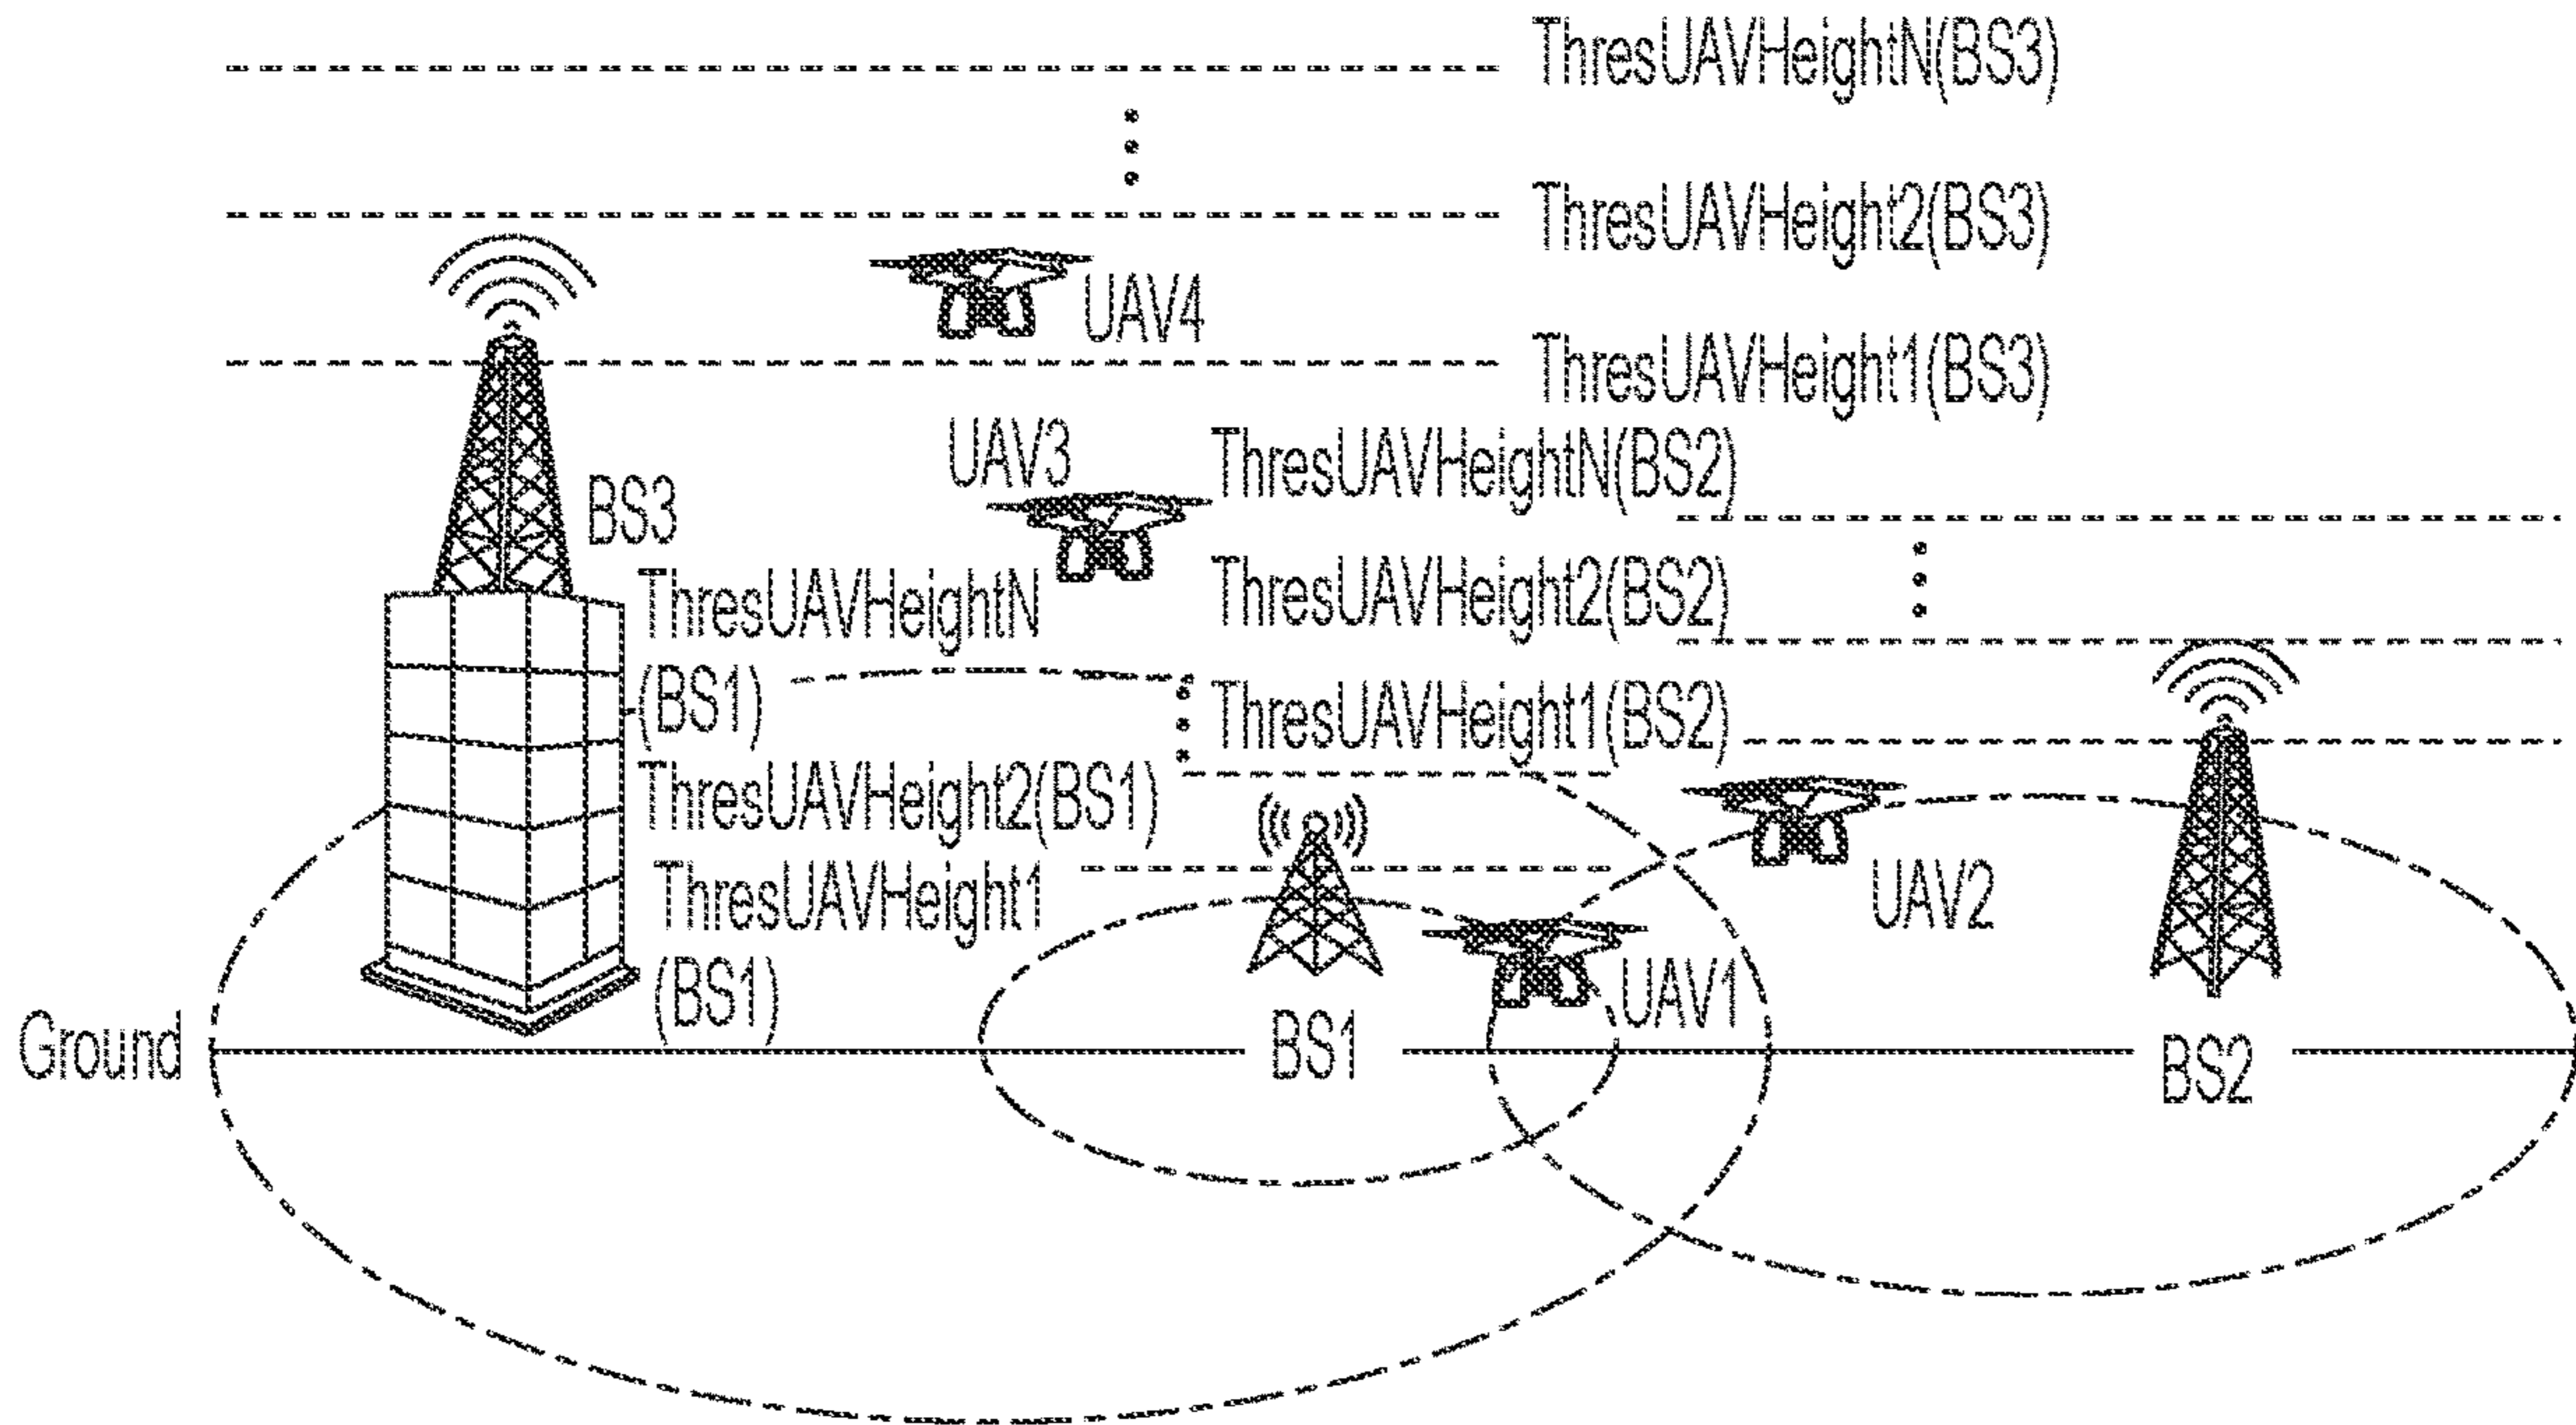 ThresUAVHeightN(BS3)
ThresUAVHeight2(BS3)
UAV4
ThresUAVHeight1(BS3)
UAV3
ThresUAVHeightN(BS2)
BS3
ThresUAVHeightN
(BS1)
ThresUAVHeight2(BS2)
ThresUAVHeight1(BS2)
ThresUAVHeight2(BS1)
ThresUAVHeight1
(BS1)
UAV2
UAV1
Ground
BS1
BS2